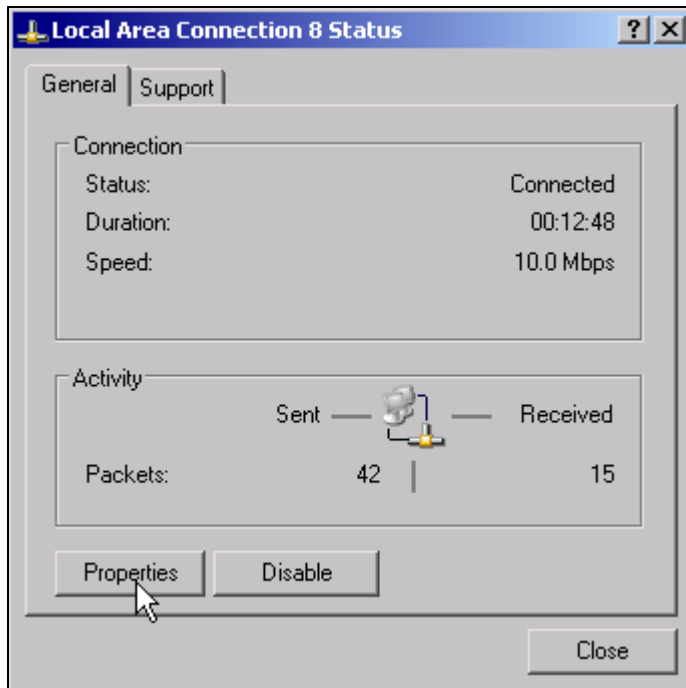 Local Area Connection 8 Status
General Support
Connection
Status: Connected
Duration: 00:12:48
Speed: 10.0 Mbps
Activity
Sent Received
Packets: 42 15
Properties Disable
Close